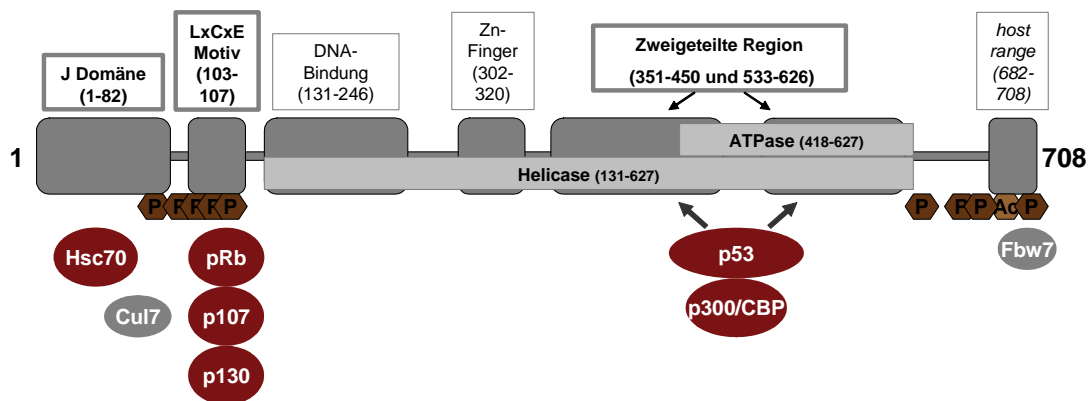 J Domäne
(1-82)
LxCxE
Motiv
(103-
107)
DNA-
Bindung
(131-246)
Zn-
Finger
(302-
320)
Zweigeteilte Region
(351-450 und 533-626)
host
range
(682-
708)
1
ATPase (418-627)
Helicase (131-627)
708
P
P
P
P
P
P
P
P
Ac
P
Hsc70
Cul7
pRb
p107
p130
p53
p300/CBP
Fbw7